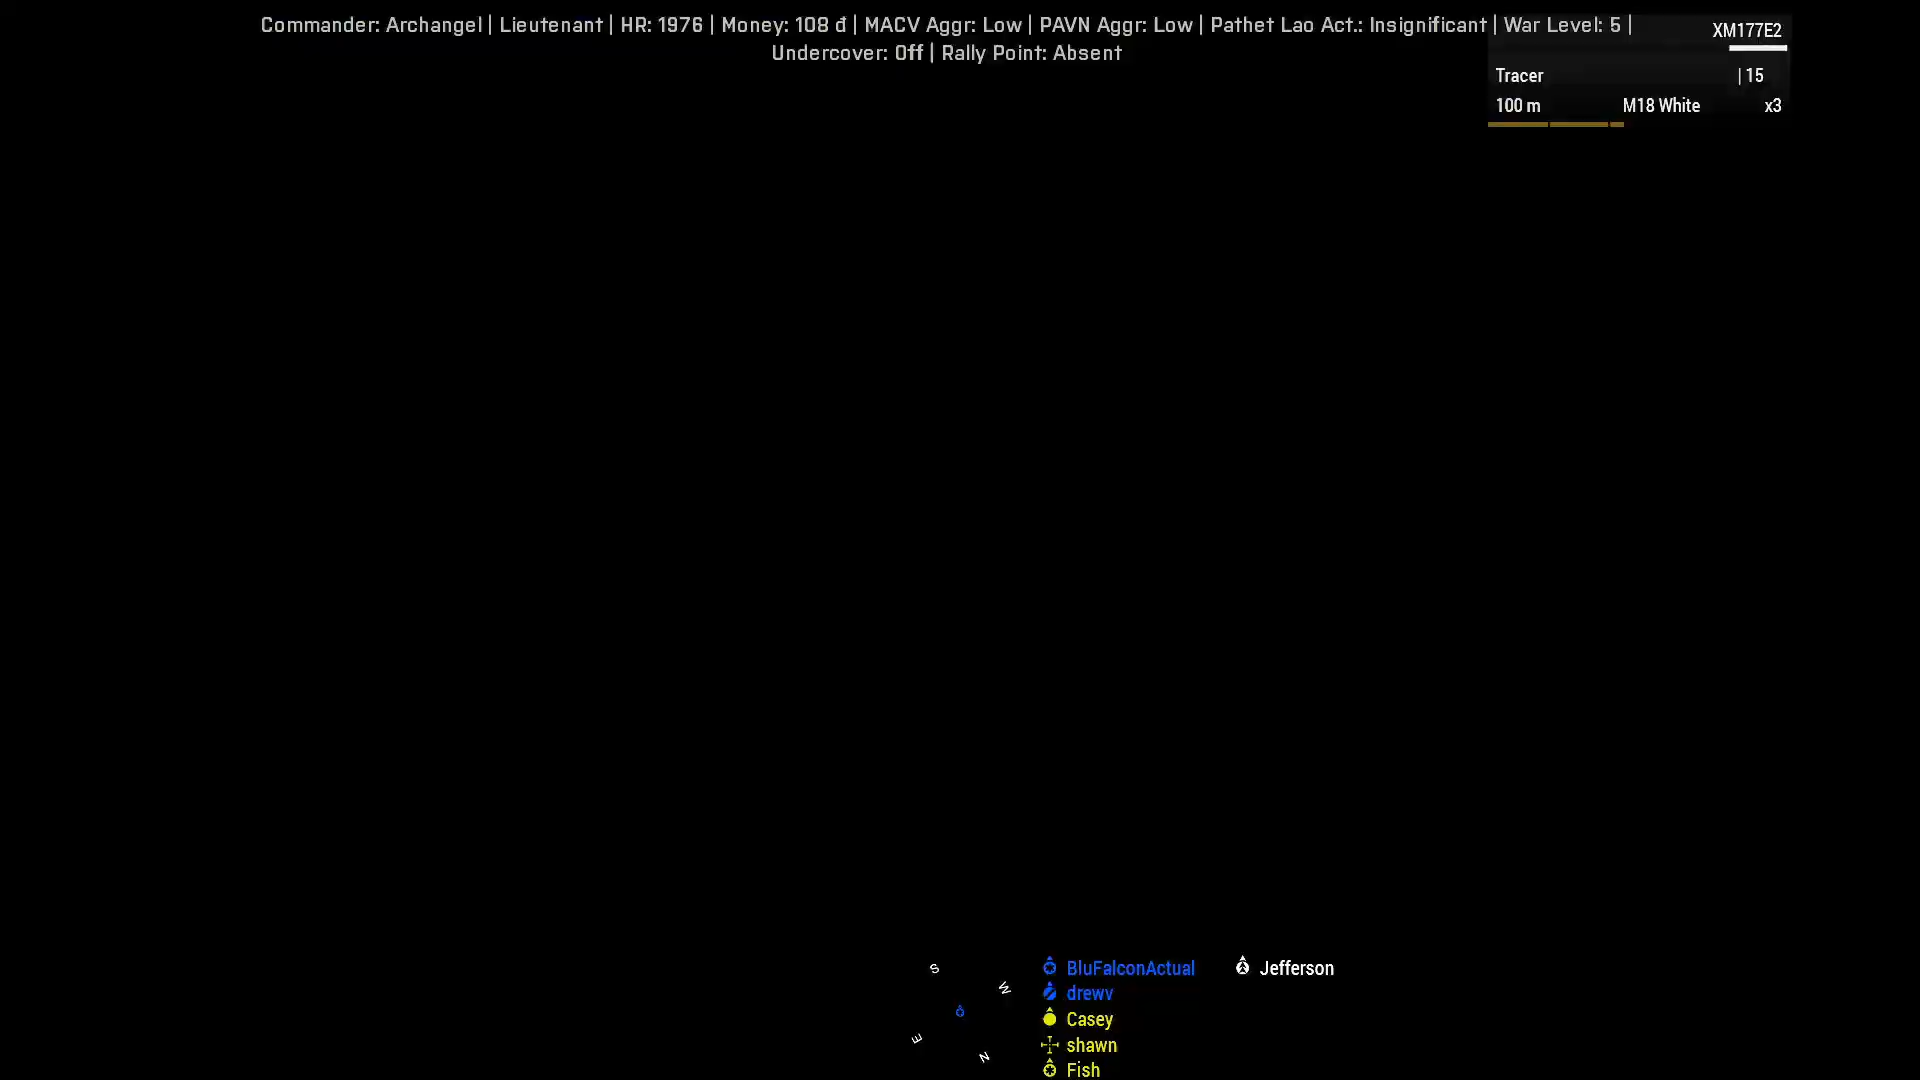 Commander: Archangel | Lieutenant | HR: 1976 | Money: 108 đ | MACV Aggr: Low | PAVN Aggr: Low | Pathet Lao Act.: Insignificant | War Level: 5 |
Undercover: Off | Rally Point: Absent
XM177E2
Tracer | 15
100 m M18 White x3
S
W
E
N
BluFalconActual Jefferson
drewv
Casey
shawn
Fish